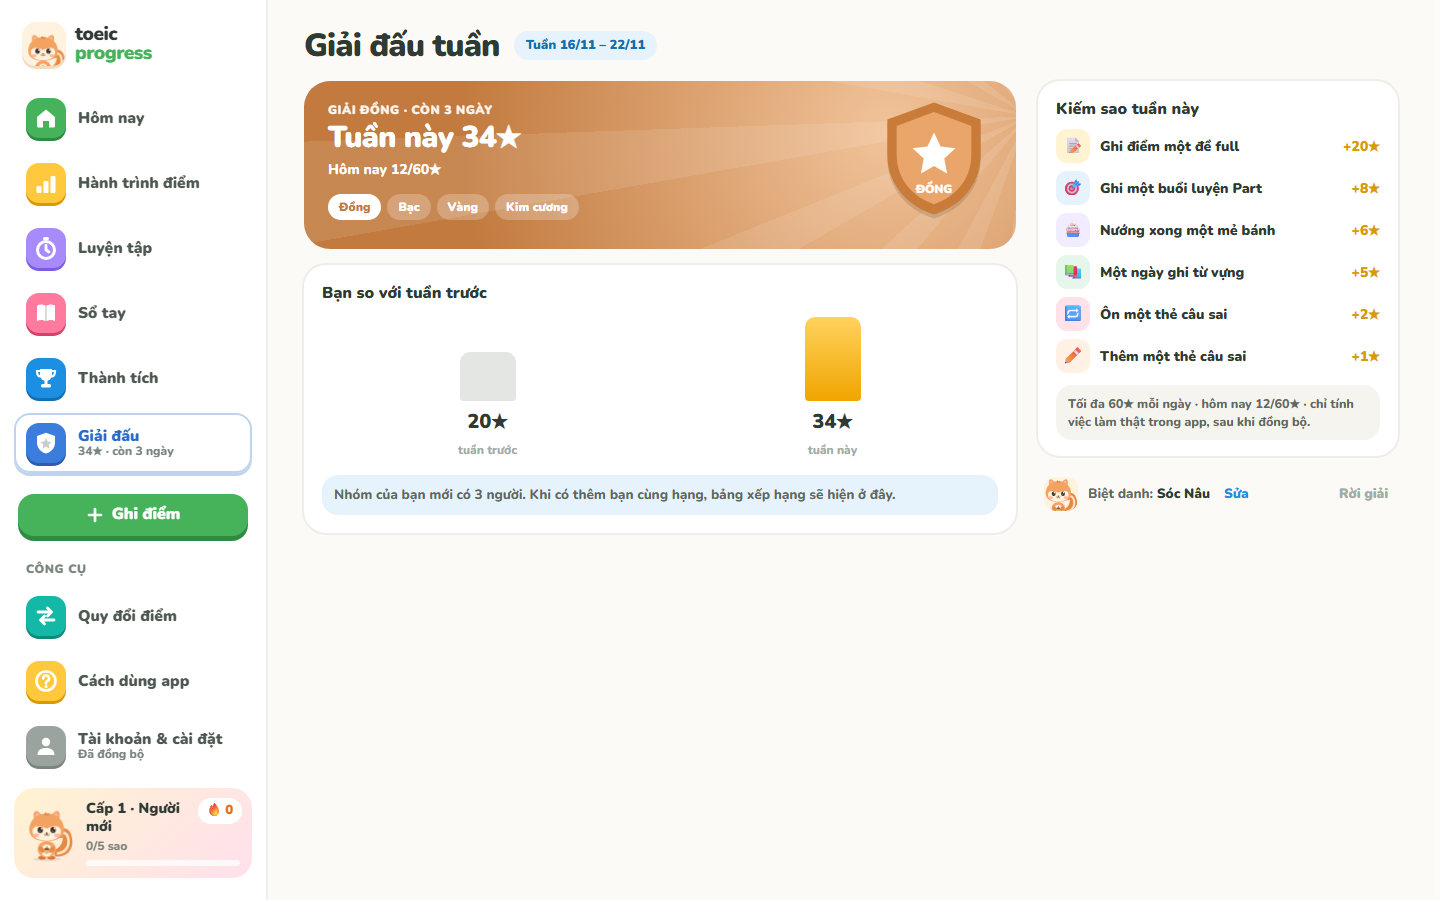 toeic
progress
Hôm nay
Hành trình điểm
Luyện tập
Sổ tay
Thành tích
Giải đấu
34★ · còn 3 ngày
+ Ghi điểm
CÔNG CỤ
Quy đổi điểm
Cách dùng app
Tài khoản & cài đặt
Đã đồng bộ
Cấp 1 · Người mới
0
0/5 sao
Giải đấu tuần
Tuần 16/11 – 22/11
GIẢI ĐỒNG · CÒN 3 NGÀY
Tuần này 34★
Hôm nay 12/60★
Đồng Bạc Vàng Kim cương
ĐỒNG
Bạn so với tuần trước
20★
tuần trước
34★
tuần này
Nhóm của bạn mới có 3 người. Khi có thêm bạn cùng hạng, bảng xếp hạng sẽ hiện ở đây.
Kiếm sao tuần này
Ghi điểm một đề full +20★
Ghi một buổi luyện Part +8★
Nướng xong một mẻ bánh +6★
Một ngày ghi từ vựng +5★
Ôn một thẻ câu sai +2★
Thêm một thẻ câu sai +1★
Tối đa 60★ mỗi ngày · hôm nay 12/60★ · chỉ tính
việc làm thật trong app, sau khi đồng bộ.
Biệt danh: Sóc Nâu Sửa Rời giải